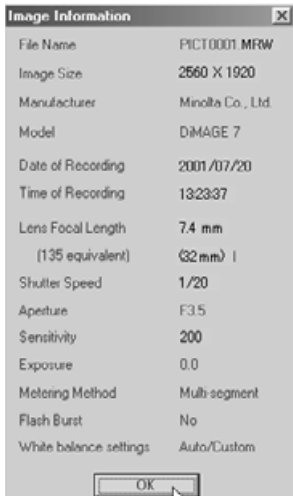 Image Information
File Name PICT0001.MRW
Image Size 2560 X 1920
Manufacturer Minolta Co., Ltd.
Model DiMAGE 7
Date of Recording 2001/07/20
Time of Recording 13:23:37
Lens Focal Length 7.4 mm
(135 equivalent) (32 mm) |
Shutter Speed 1/20
Aperture F3.5
Sensitivity 200
Exposure 0.0
Metering Method Multi-segment
Flash Burst No
White balance settings Auto/Custom
OK